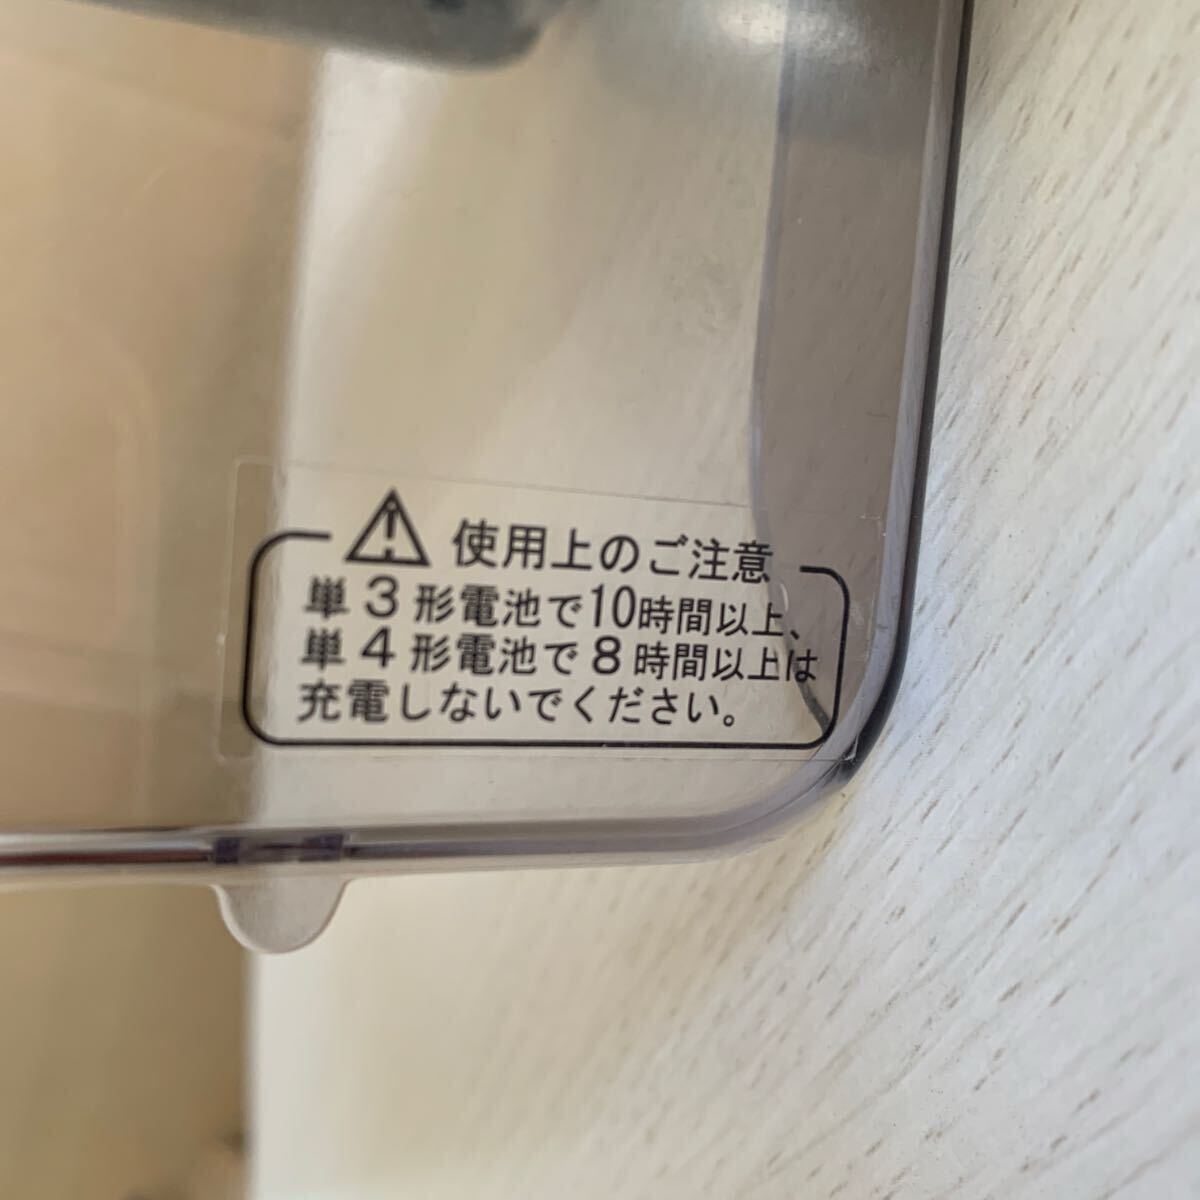 使用上のご注意
単3形電池で10時間以上、
単4形電池で8時間以上は
充電しないでください。